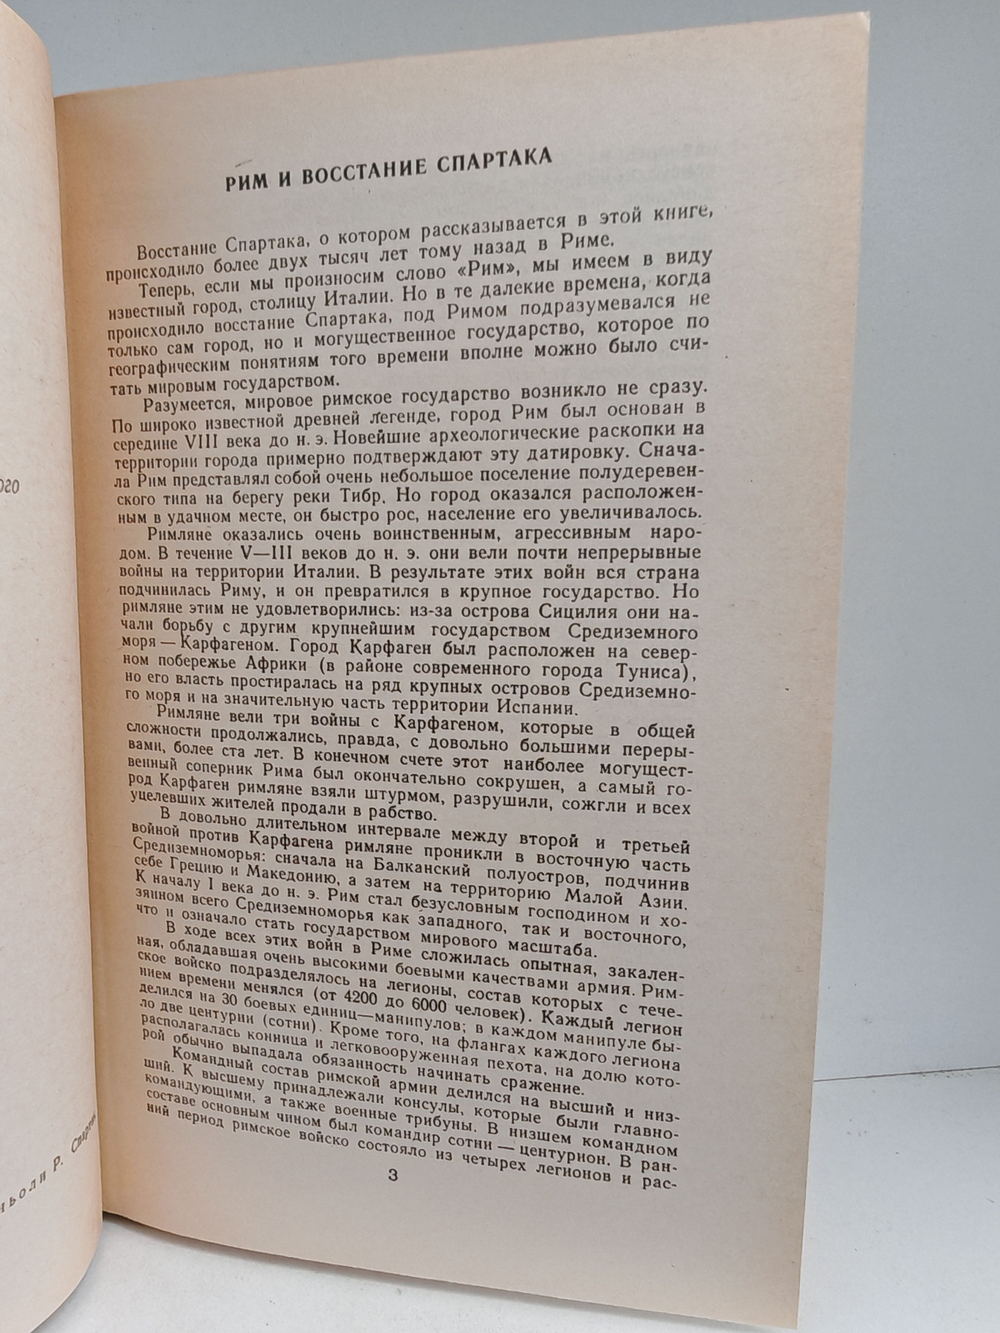 ого
РИМ И ВОССТАНИЕ СПАРТАКА
Восстание Спартака, о котором рассказывается в этой книге,
происходило более двух тысяч лет тому назад в Риме.
Теперь, если мы произносим слово «Рим», мы имеем в виду
известный город, столицу Италии. Но в те далекие времена, когда
происходило восстание Спартака, под Римом подразумевался не
только сам город, но и могущественное государство, которое по
географическим понятиям того времени вполне можно было счи-
тать мировым государством.
Разумеется, мировое римское государство возникло не сразу.
По широко известной древней легенде, город Рим был основан в
середине VIII века до н. э. Новейшие археологические раскопки на
территории города примерно подтверждают эту датировку. Снача-
ла Рим представлял собой очень небольшое поселение полудеревен-
ского типа на берегу реки Тибр. Но город оказался расположен-
ным в удачном месте, он быстро рос, население его увеличивалось.
Римляне оказались очень воинственным, агрессивным наро-
дом. В течение V—III веков до н. э. они вели почти непрерывные
войны на территории Италии. В результате этих войн вся страна
подчинилась Риму, и он превратился в крупное государство. Но
римляне этим не удовлетворились: из-за острова Сицилия они на-
чали борьбу с другим крупнейшим государством Средиземного
моря — Карфагеном. Город Карфаген был расположен на север-
ном побережье Африки (в районе современного города Туниса),
но его власть простиралась на ряд крупных островов Средиземно-
го моря и на значительную часть территории Испании.
Римляне вели три войны с Карфагеном, которые в общей
сложности продолжались, правда, с довольно большими переры-
вами, более ста лет. В конечном счете этот наиболее могущест-
венный соперник Рима был окончательно сокрушен, а самый го-
род Карфаген римляне взяли штурмом, разрушили, сожгли и всех
уцелевших жителей продали в рабство.
В довольно длительном интервале между второй и третьей
войной против Карфагена римляне проникли в восточную часть
Средиземноморья: сначала на Балканский полуостров, подчинив
себе Грецию и Македонию, а затем на территорию Малой Азии.
К началу I века до н. э. Рим стал безусловным господином и хо-
зяином всего Средиземноморья как западного, так и восточного,
что и означало стать государством мирового масштаба.
В ходе всех этих войн в Риме сложилась опытная, закален-
ная, обладавшая очень высокими боевыми качествами армия. Рим-
ское войско подразделялось на легионы, состав которых с тече-
нием времени менялся (от 4200 до 6000 человек). Каждый легион
делился на 30 боевых единиц—манипулов; в каждом манипуле бы-
ло две центурии (сотни). Кроме того, на флангах каждого легиона
располагалась конница и легковооруженная пехота, на долю кото-
рой обычно выпадала обязанность начинать сражение.
Командный состав римской армии делился на высший и низ-
ший. К высшему принадлежали консулы, которые были главно-
командующими, а также военные трибуны. В низшем командном
составе основным чином был командир сотни — центурион. В ран-
ний период римское войско состояло из четырех легионов и рас-
3
ньоли Р. Спартак